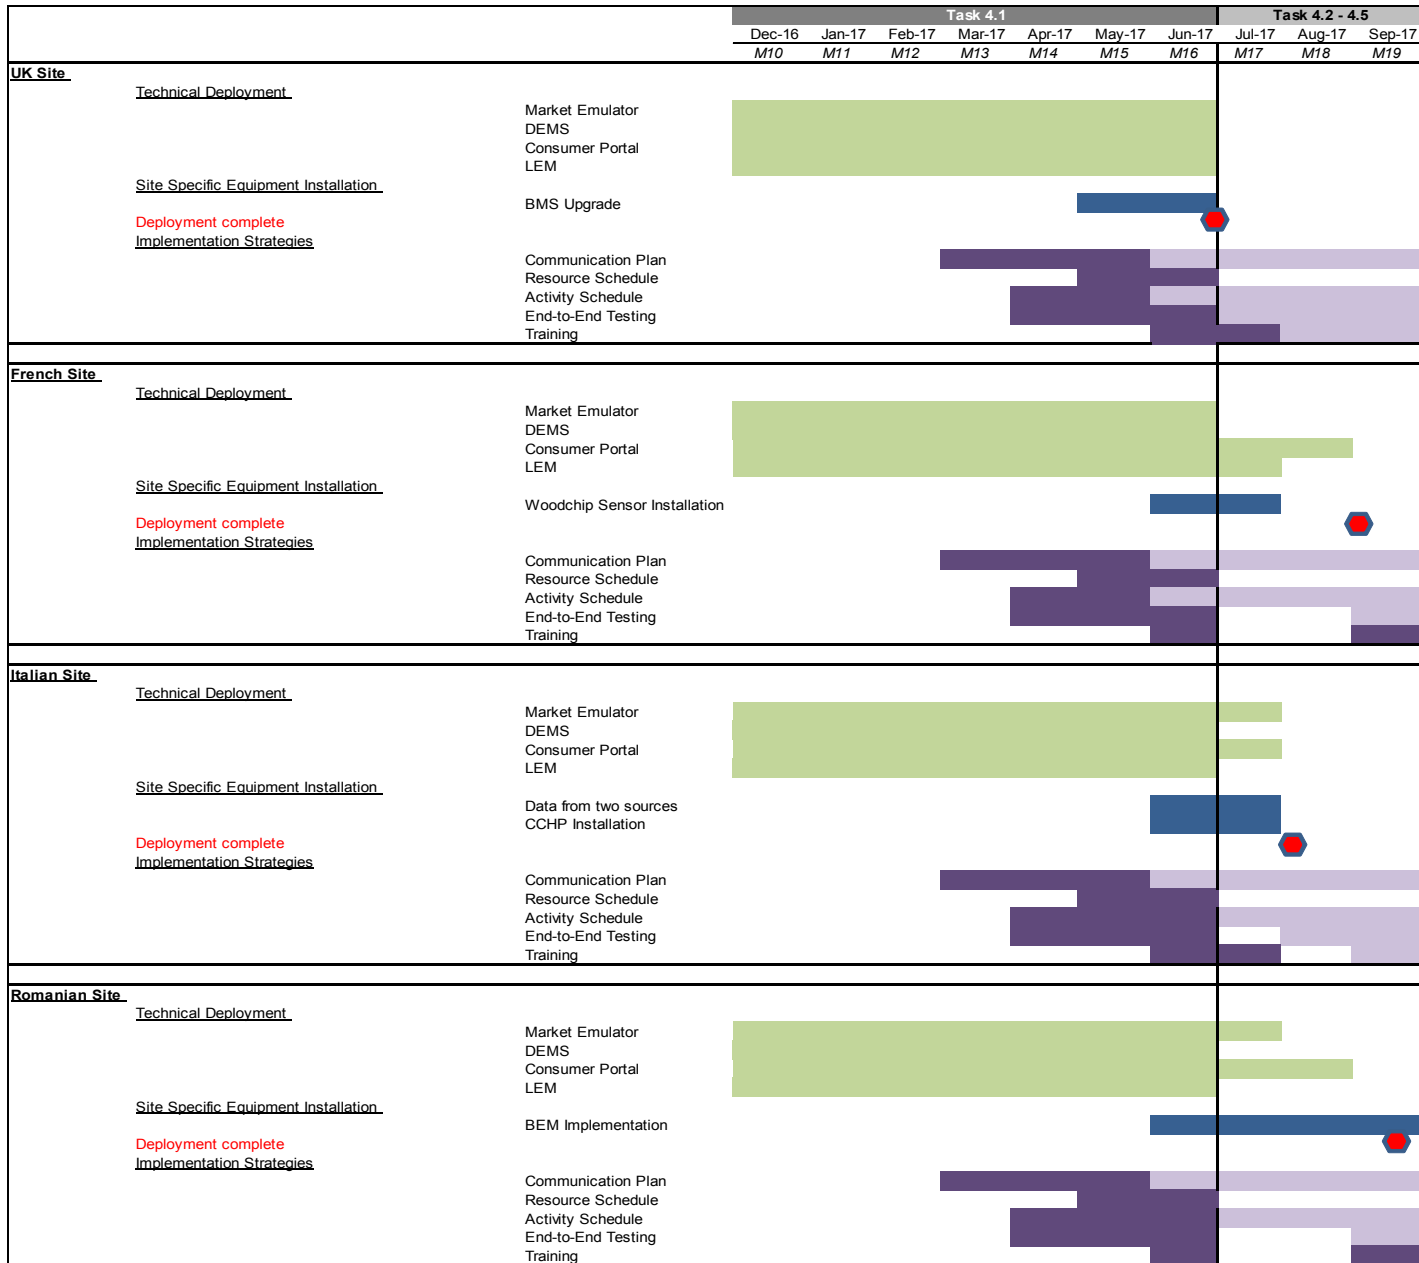 Task 4.1 Task 4.2 - 4.5
Dec-16 Jan-17 Feb-17 Mar-17 Apr-17 May-17 Jun-17 Jul-17 Aug-17 Sep-17
M10 M11 M12 M13 M14 M15 M16 M17 M18 M19
UK Site
Technical Deployment
Market Emulator
DEMS
Consumer Portal
LEM
Site Specific Equipment Installation
BMS Upgrade
Deployment complete
Implementation Strategies
Communication Plan
Resource Schedule
Activity Schedule
End-to-End Testing
Training
French Site
Technical Deployment
Market Emulator
DEMS
Consumer Portal
LEM
Site Specific Equipment Installation
Woodchip Sensor Installation
Deployment complete
Implementation Strategies
Communication Plan
Resource Schedule
Activity Schedule
End-to-End Testing
Training
Italian Site
Technical Deployment
Market Emulator
DEMS
Consumer Portal
LEM
Site Specific Equipment Installation
Data from two sources
CCHP Installation
Deployment complete
Implementation Strategies
Communication Plan
Resource Schedule
Activity Schedule
End-to-End Testing
Training
Romanian Site
Technical Deployment
Market Emulator
DEMS
Consumer Portal
LEM
Site Specific Equipment Installation
BEM Implementation
Deployment complete
Implementation Strategies
Communication Plan
Resource Schedule
Activity Schedule
End-to-End Testing
Training